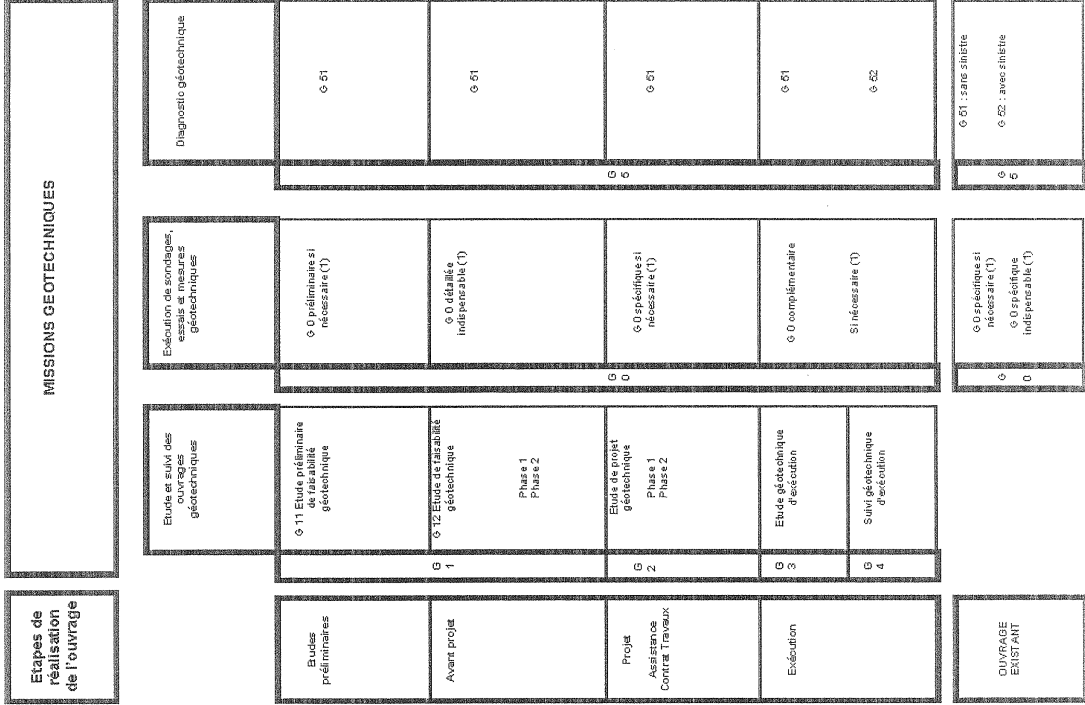 Etapes de
réalisation
de l'ouvrage
MISSIONS GEOTECHNIQUES
Etude et suivi des
ouvrages
géotechniques
Exécution de sondages,
essais et mesures
géotechniques
Diagnostic géotechnique
Etudes
préliminaires
G
1
G 11 Etude préliminaire
de faisabilité
géotechnique
G
0
G 0 préliminaire si
nécessaire (1)
G
5
G 51
Avant projet
G 12 Etude de faisabilité
géotechnique
Phase 1
Phase 2
G 0 détaillée
indispensable (1)
G 51
Projet
Assistance
Contrat Travaux
G
2
Etude de projet
géotechnique
Phase 1
Phase 2
G 0 spécifique si
nécessaire (1)
G 51
Exécution
G
3
Etude géotechnique
d'exécution
G 0 complémentaire
G 51
G
4
Suivi géotechnique
d'exécution
Si nécessaire (1)
G 52
OUVRAGE
EXISTANT
G
0
G 0 spécifique si
nécessaire (1)
G 0 spécifique
indispensable (1)
G
5
G 51 : sans sinistre
G 52 : avec sinistre